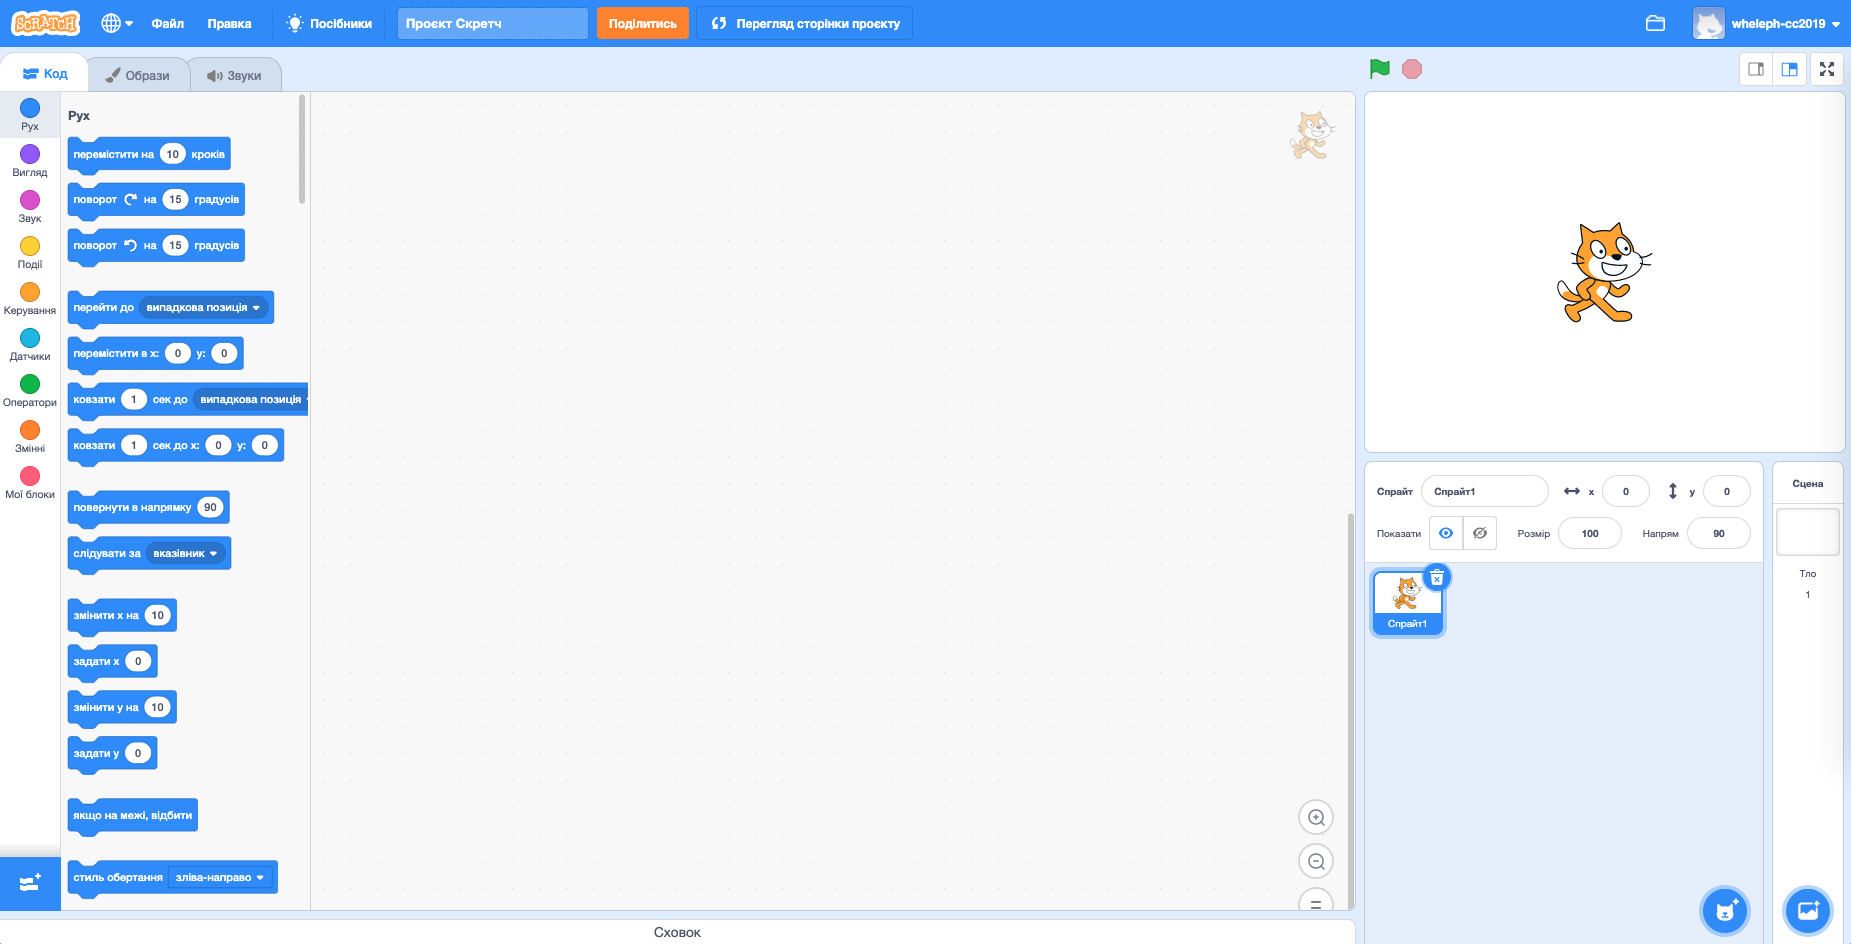 SCRATCH
Файл
Правка
Посібники
Проєкт Скретч
Поділитись
Перегляд сторінки проєкту
wheleph-cc2019
Код
Образи
Звуки
Рух
Вигляд
Звук
Події
Керування
Датчики
Оператори
Змінні
Мої блоки
Рух
перемістити на 10 кроків
поворот на 15 градусів
поворот на 15 градусів
перейти до випадкова позиція
перемістити в x: 0 y: 0
ковзати 1 сек до випадкова позиція
ковзати 1 сек до x: 0 y: 0
повернути в напрямку 90
слідувати за вказівник
змінити x на 10
задати x 0
змінити y на 10
задати y 0
якщо на межі, відбити
стиль обертання зліва-направо
Сховок
Спрайт Спрайт1 x 0 y 0
Показати Розмір 100 Напрям 90
Спрайт1
Сцена
Тло
1